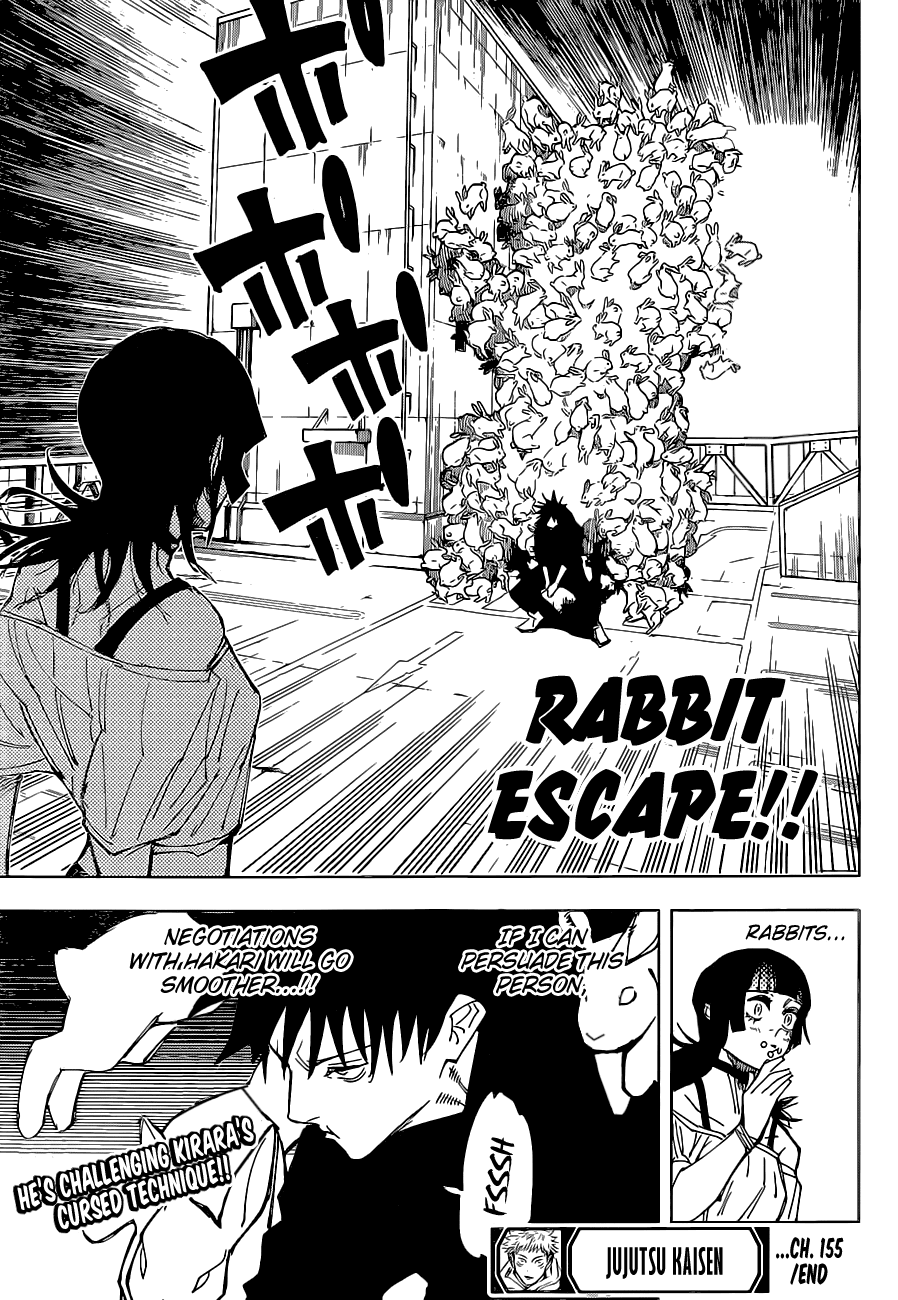 ボ
ボ
ボ
ボ
RABBIT
ESCAPE!!
RABBITS...
IF I CAN
PERSUADE THIS
PERSON,
NEGOTIATIONS
WITH HAKARI WILL GO
SMOOTHER...!!
FSSSH
HE'S CHALLENGING KIRARA'S
CURSED TECHNIQUE!!
JUJUTSU KAISEN
...CH. 155
/END